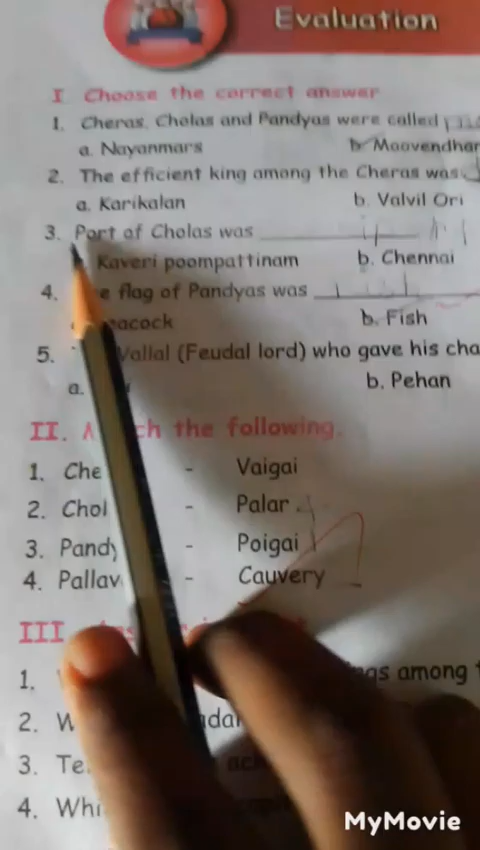 Evaluation
I Choose the correct answer
1. Cheras, Cholas and Pandyas were called
a. Nayanmars b. Moovendhar
2. The efficient king among the Cheras was
a. Karikalan b. Valvil Ori
3. Port of Cholas was
Kaveri poompattinam b. Chennai
4. e flag of Pandyas was
eacock b. Fish
5. Vallal (Feudal lord) who gave his cha
a. b. Pehan
II. ch the following.
1. Che - Vaigai
2. Chol - Palar
3. Pandy - Poigai
4. Pallav - Cauvery
III
1. ngs among
2. W
3. Te
4. Whi
MyMovie